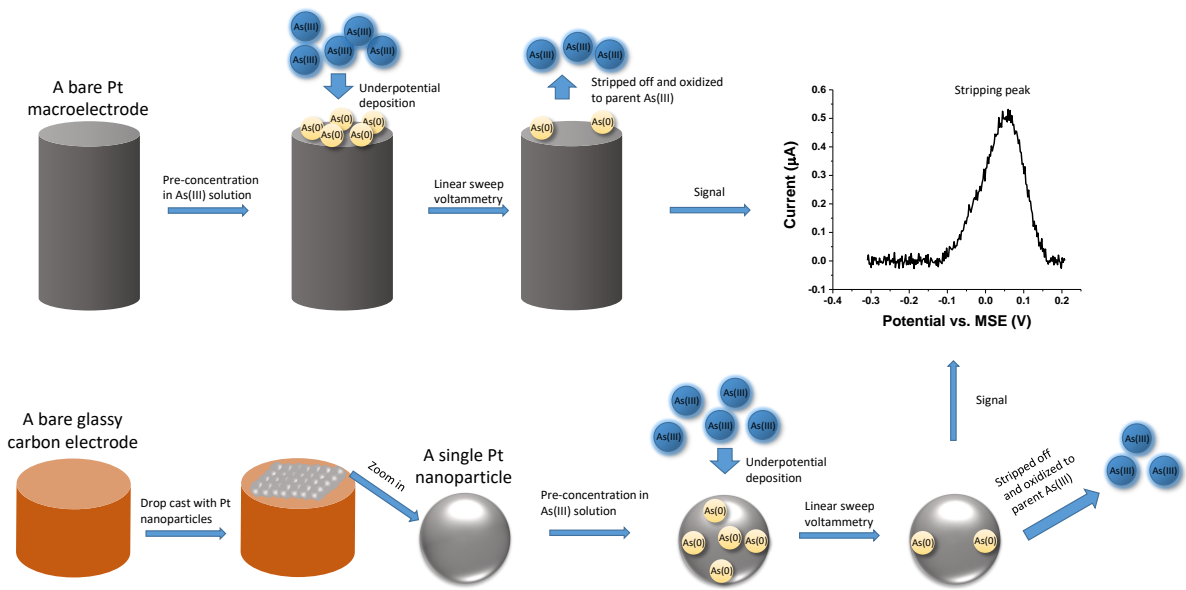 A bare Pt
macroelectrode
Pre-concentration
in As(III) solution
As(III)
As(III)
As(III)
As(III)
As(III)
Underpotential
deposition
As(0)
As(0)
As(0)
As(0)
As(0)
Linear sweep
voltammetry
As(III)
As(III)
As(III)
Stripped off and oxidized
to parent As(III)
As(0)
As(0)
Signal
Stripping peak
0.6
0.5
0.4
0.3
0.2
0.1
0.0
-0.1
Current (μA)
-0.4
-0.3
-0.2
-0.1
0.0
0.1
0.2
Potential vs. MSE (V)
A bare glassy
carbon electrode
Drop cast with Pt
nanoparticles
Zoom in
A single Pt
nanoparticle
Pre-concentration in
As(III) solution
As(III)
As(III)
As(III)
As(III)
As(III)
Underpotential
deposition
As(0)
As(0)
As(0)
As(0)
As(0)
Linear sweep
voltammetry
As(0)
As(0)
Signal
Stripped off
and oxidized to
parent As(III)
As(III)
As(III)
As(III)